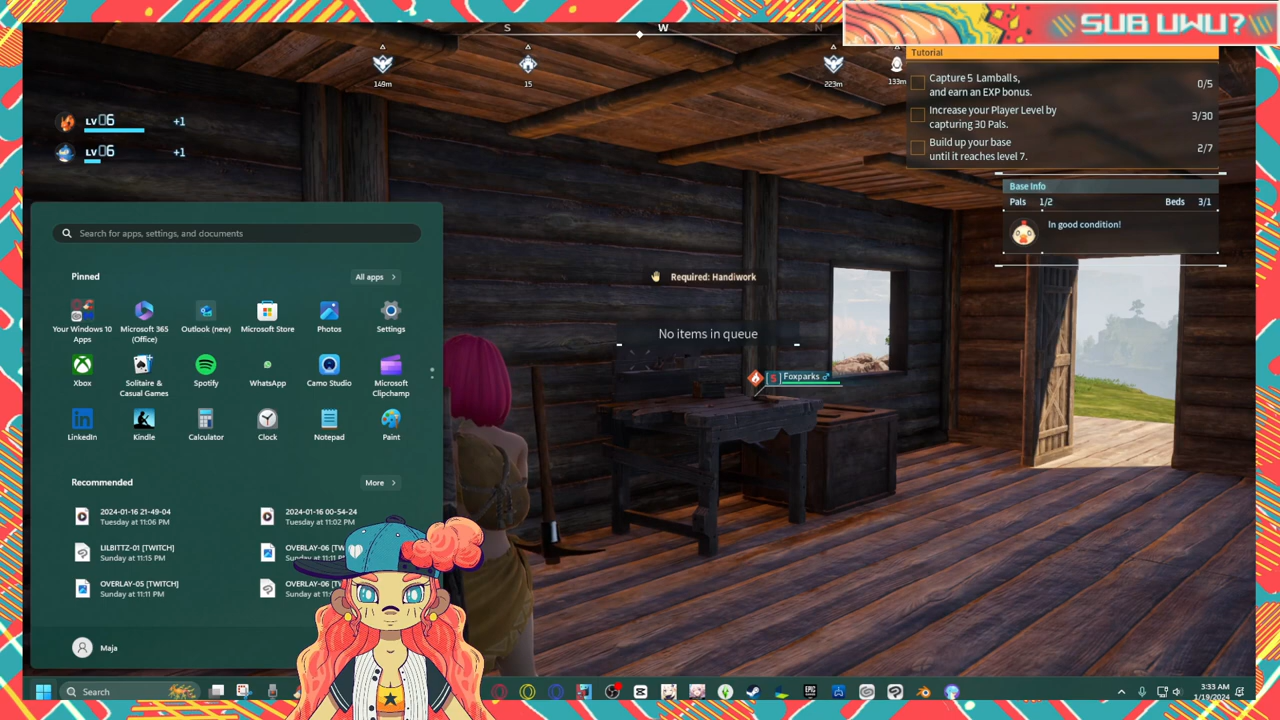 SUB UWU?
S
W
N
149m
15
223m
133m
Tutorial
Capture 5 Lamballs,
and earn an EXP bonus.
0/5
Increase your Player Level by
capturing 30 Pals.
3/30
Build up your base
until it reaches level 7.
2/7
LV 06
+1
LV 06
+1
Base Info
Pals 1/2
Beds 3/1
In good condition!
Required: Handiwork
No items in queue
S Foxparks ♂
Search for apps, settings, and documents
Pinned
All apps
Your Windows 10
Apps
Microsoft 365
(Office)
Outlook (new)
Microsoft Store
Photos
Settings
Xbox
Solitaire &
Casual Games
Spotify
WhatsApp
Camo Studio
Microsoft
Clipchamp
LinkedIn
Kindle
Calculator
Clock
Notepad
Paint
Recommended
More
2024-01-16 21-49-04
Tuesday at 11:06 PM
2024-01-16 00-54-24
Tuesday at 11:02 PM
LILBITTZ-01 [TWITCH]
Sunday at 11:15 PM
OVERLAY-06 [TW
Sunday at 11:11
OVERLAY-05 [TWITCH]
Sunday at 11:11 PM
OVERLAY-06 [T
Sunday at 11:
Maja
Search
EPIC
3:33 AM
1/19/2024